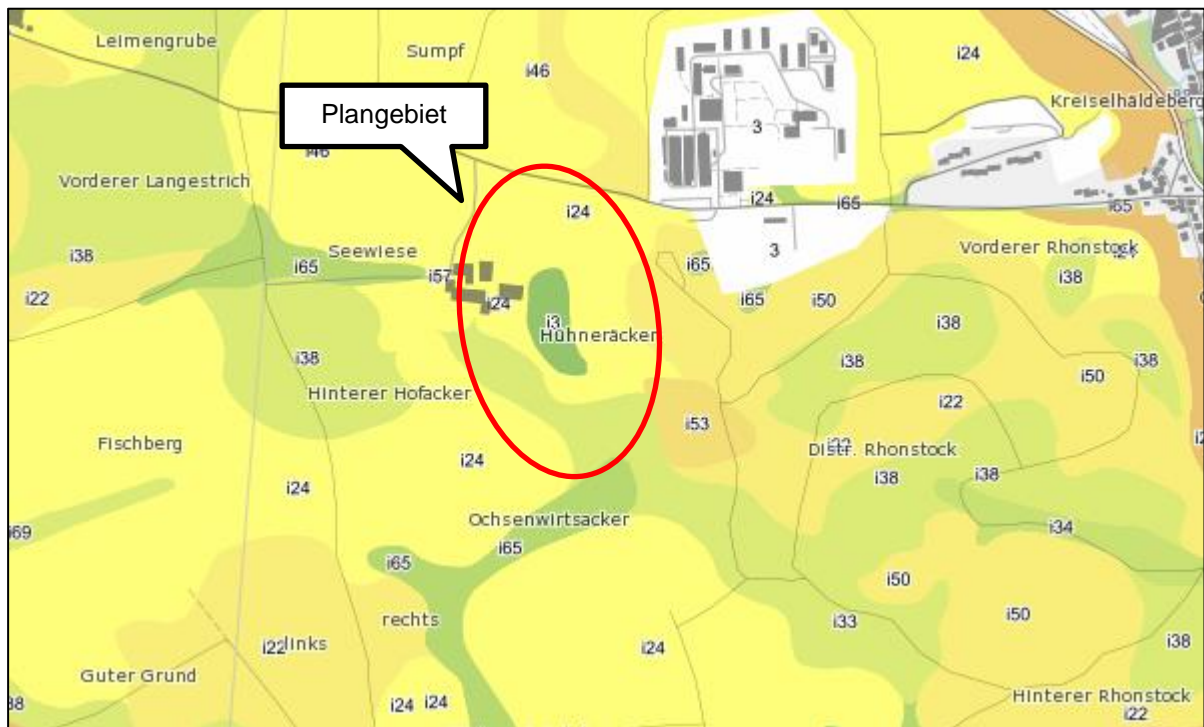 Leimengrube
Sumpf
i46
i24
Kreiselhaldeberg
Plangebiet
3
i46
Vorderer Langestrich
i24
i65
i65
i24
i38
Seewiese
i65
i57
i65
3
Vorderer Rhonstock
i38
i22
i24
i65
i50
i3
Hühneräcker
i38
i38
i38
i38
i50
Hinterer Hofacker
i22
i53
Fischberg
Distr. Rhonstock
i24
i38
i38
i24
Ochsenwirtsacker
i69
i34
i65
i65
i50
i50
rechts
i33
i22
links
i24
i38
Guter Grund
i24
i24
Hinterer Rhonstock
i22